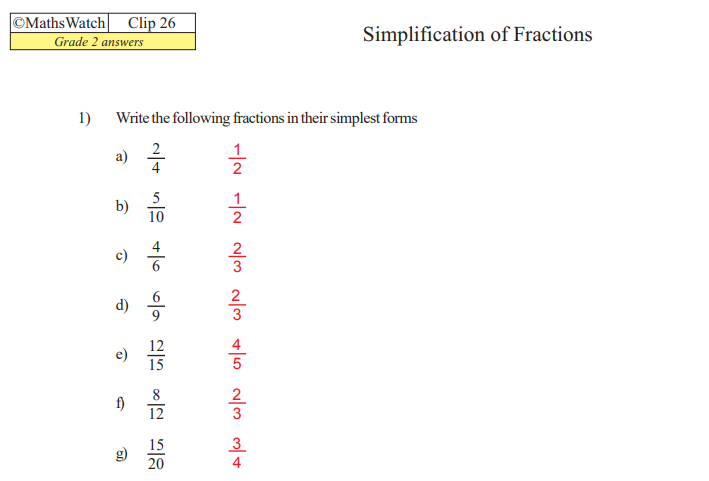 ©MathsWatch Clip 26
Grade 2 answers
Simplification of Fractions
1) Write the following fractions in their simplest forms
a) 2/4 1/2
b) 5/10 1/2
c) 4/6 2/3
d) 6/9 2/3
e) 12/15 4/5
f) 8/12 2/3
g) 15/20 3/4